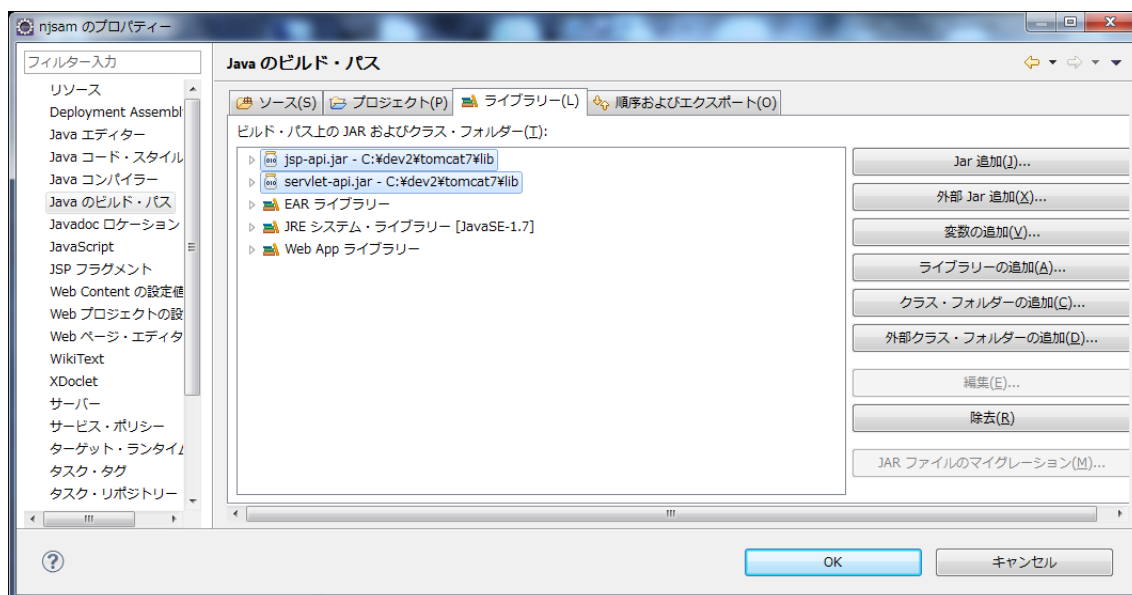 njsam のプロパティー
フィルター入力
リソース
Deployment Assembl
Java エディター
Java コード・スタイル
Java コンパイラー
Java のビルド・パス
Javadoc ロケーション
JavaScript
JSP フラグメント
Web Content の設定値
Web プロジェクトの設
Web ページ・エディタ
WikiText
XDoclet
サーバー
サービス・ポリシー
ターゲット・ランタイム
タスク・タグ
タスク・リポジトリー
Java のビルド・パス
ソース(S) プロジェクト(P) ライブラリー(L) 順序およびエクスポート(O)
ビルド・パス上の JAR およびクラス・フォルダー(T):
jsp-api.jar - C:¥dev2¥tomcat7¥lib
servlet-api.jar - C:¥dev2¥tomcat7¥lib
EAR ライブラリー
JRE システム・ライブラリー [JavaSE-1.7]
Web App ライブラリー
Jar 追加(J)...
外部 Jar 追加(X)...
変数の追加(V)...
ライブラリーの追加(A)...
クラス・フォルダーの追加(C)...
外部クラス・フォルダーの追加(D)...
編集(E)...
除去(R)
JAR ファイルのマイグレーション(M)...
OK キャンセル